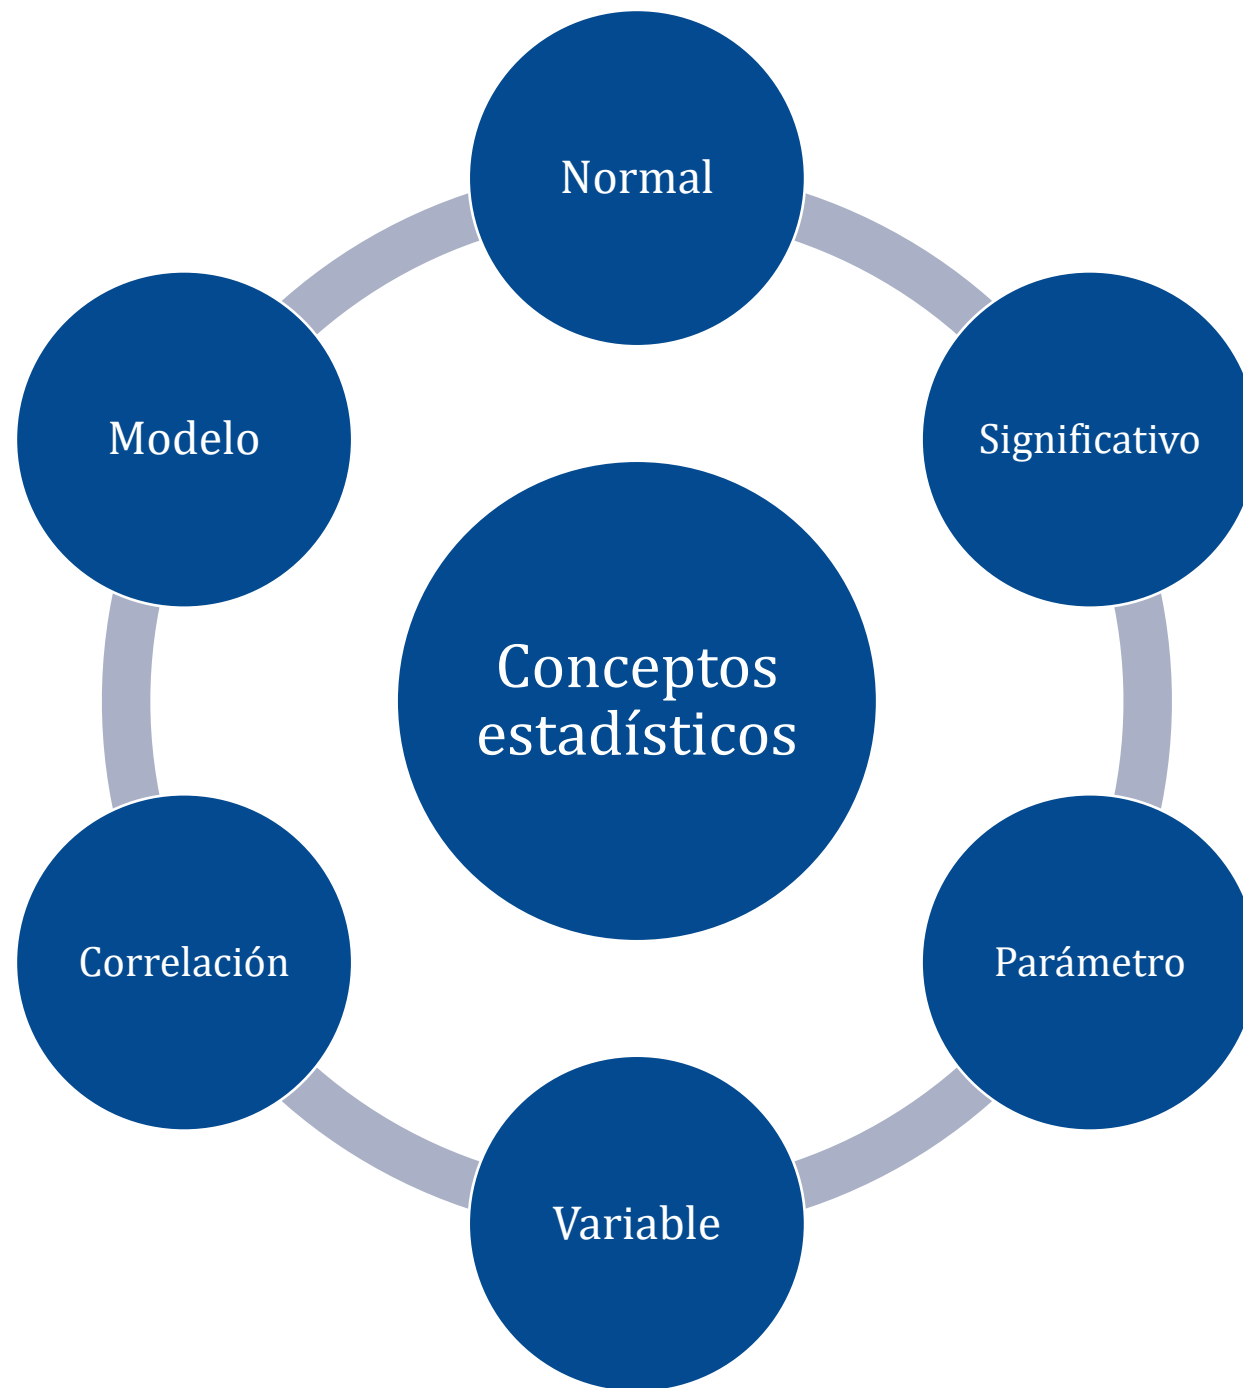 Normal
Significativo
Parámetro
Variable
Correlación
Modelo
Conceptos
estadísticos